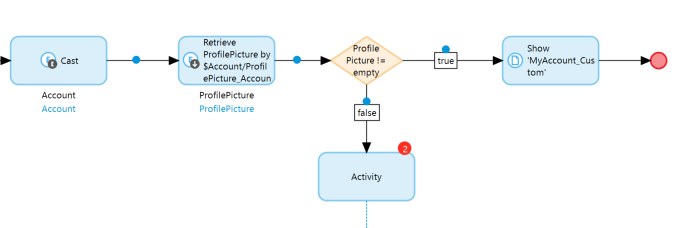 Cast
Account
Account
Retrieve
ProfilePicture by
$Account/Profil
ePicture_Accoun
ProfilePicture
ProfilePicture
Profile
Picture !=
empty
true
false
Show
'MyAccount_Cus
tom'
2
Activity